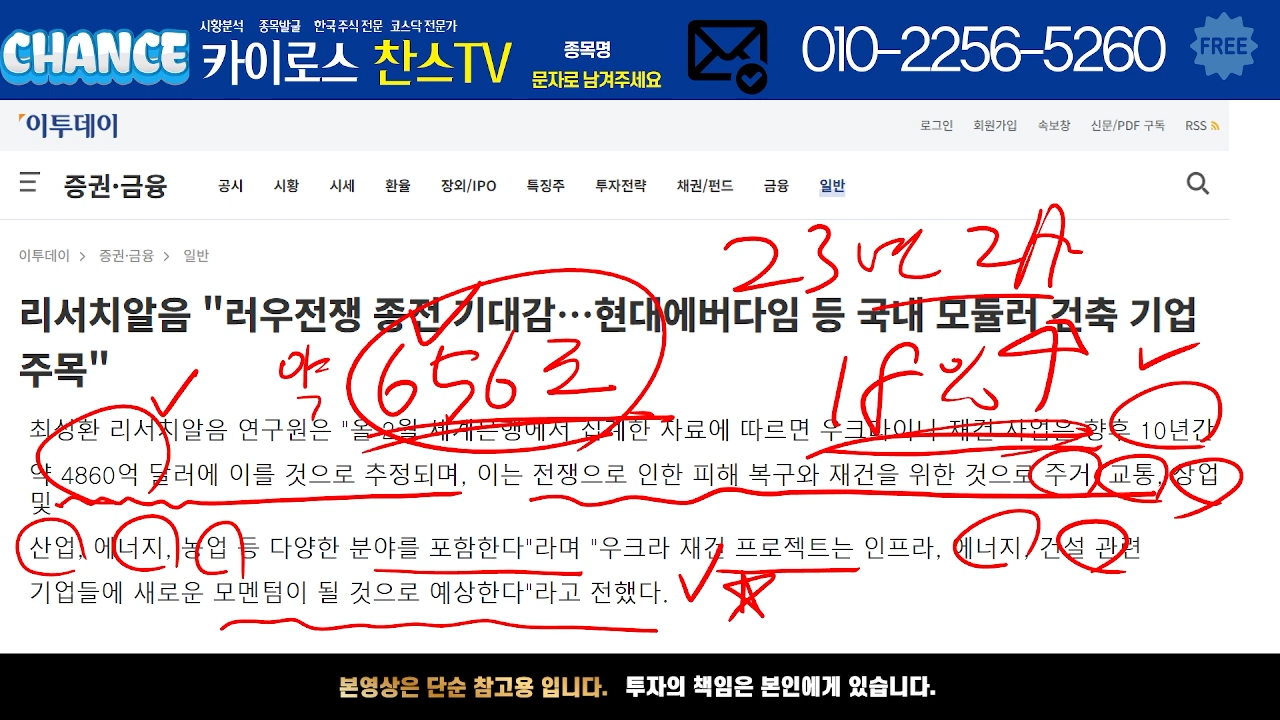 시황분석 종목발굴 한국 주식 전문 코스닥 전문가
CHANCE 카이로스 찬스TV
종목명
문자로 남겨주세요
010-2256-5260
FREE
이투데이
로그인 회원가입 속보창 신문/PDF 구독 RSS
증권·금융 공시 시황 시세 환율 장외/IPO 특징주 투자전략 채권/펀드 금융 일반
이투데이 > 증권·금융 > 일반
23년 2
리서치알음 "러우전쟁 종전 기대감…현대에버다임 등 국내 모듈러 건축 기업
주목"
약 656조
18%
최성환 리서치알음 연구원은 "올 2월 세계은행에서 집계한 자료에 따르면 우크라이나 재건 사업은 향후 10년간
약 4860억 달러에 이를 것으로 추정되며, 이는 전쟁으로 인한 피해 복구와 재건을 위한 것으로 주거, 교통, 상업
및
산업, 에너지, 농업 등 다양한 분야를 포함한다"라며 "우크라 재건 프로젝트는 인프라, 에너지, 건설 관련
기업들에 새로운 모멘텀이 될 것으로 예상한다"라고 전했다.
본영상은 단순 참고용 입니다. 투자의 책임은 본인에게 있습니다.